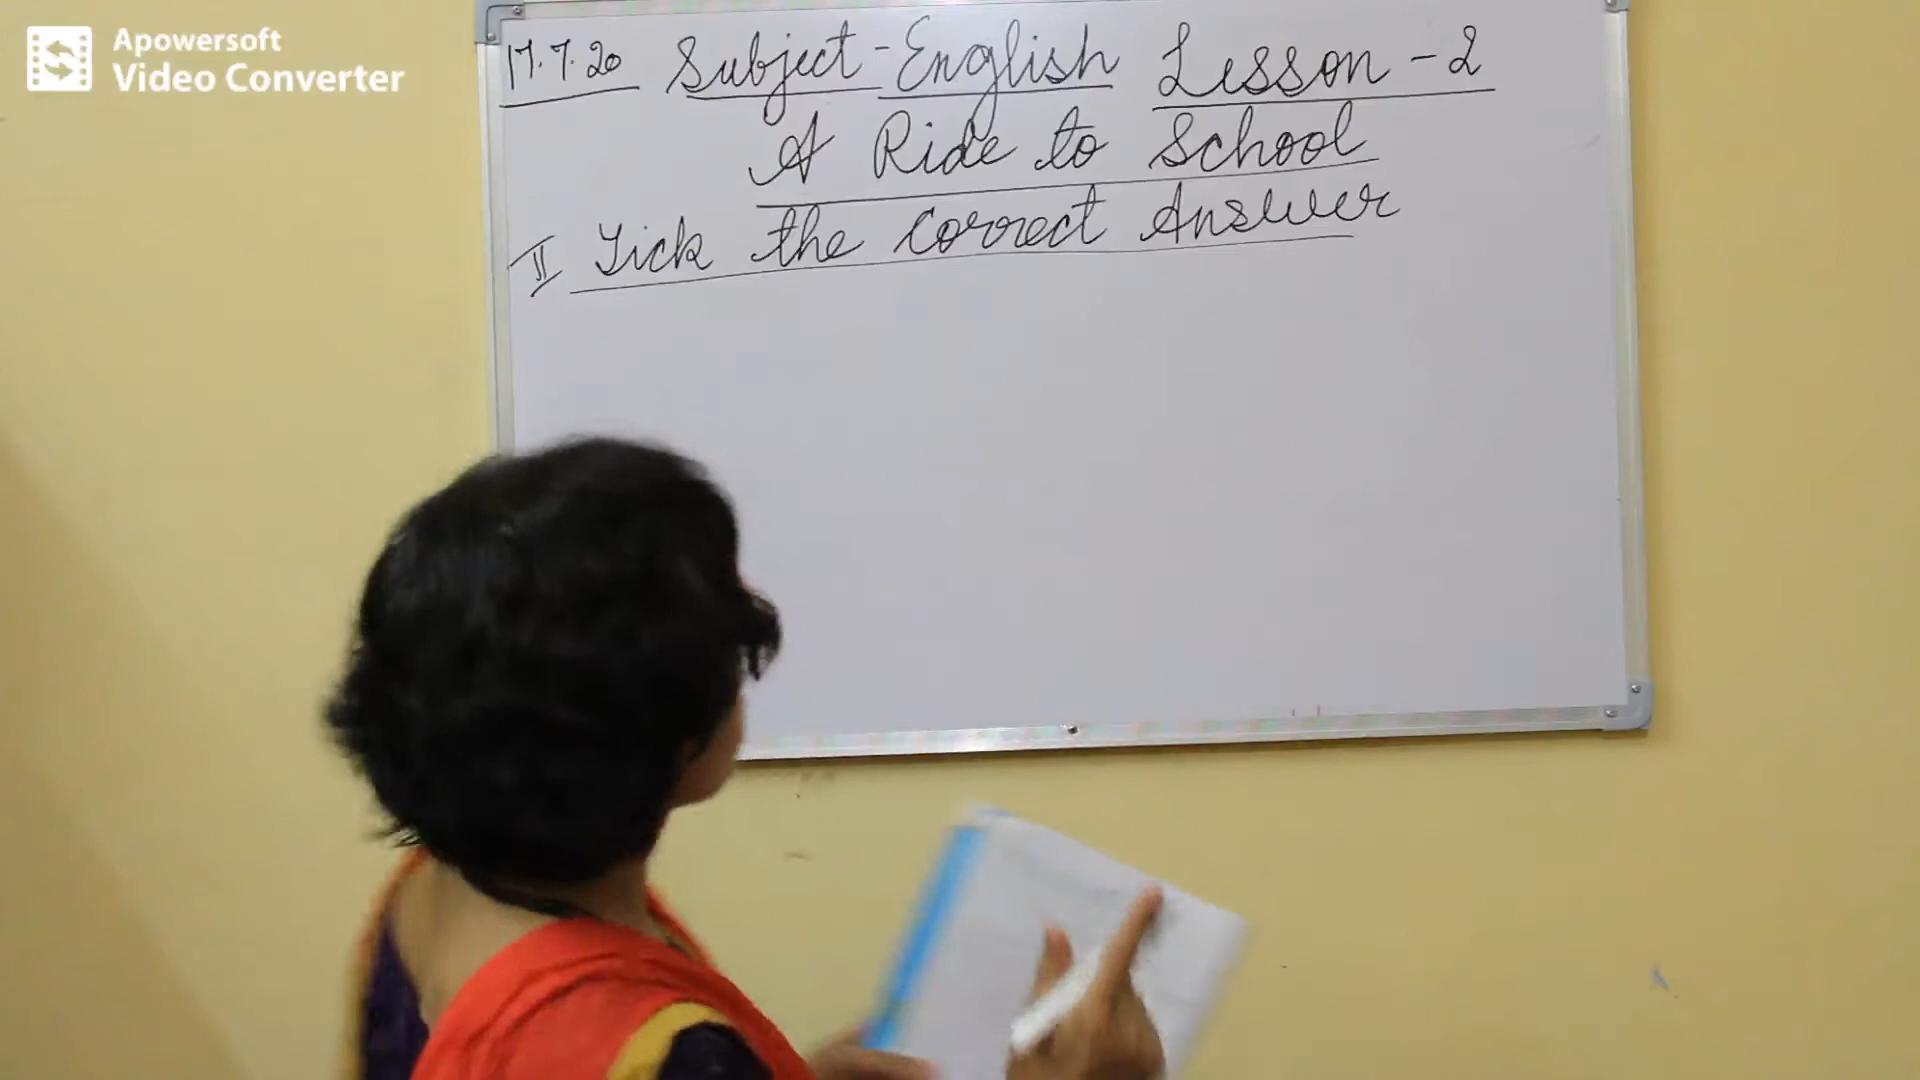 Apowersoft
Video Converter
17.7.20 Subject-English Lesson-2
A Ride to School
II Tick the Correct Answer